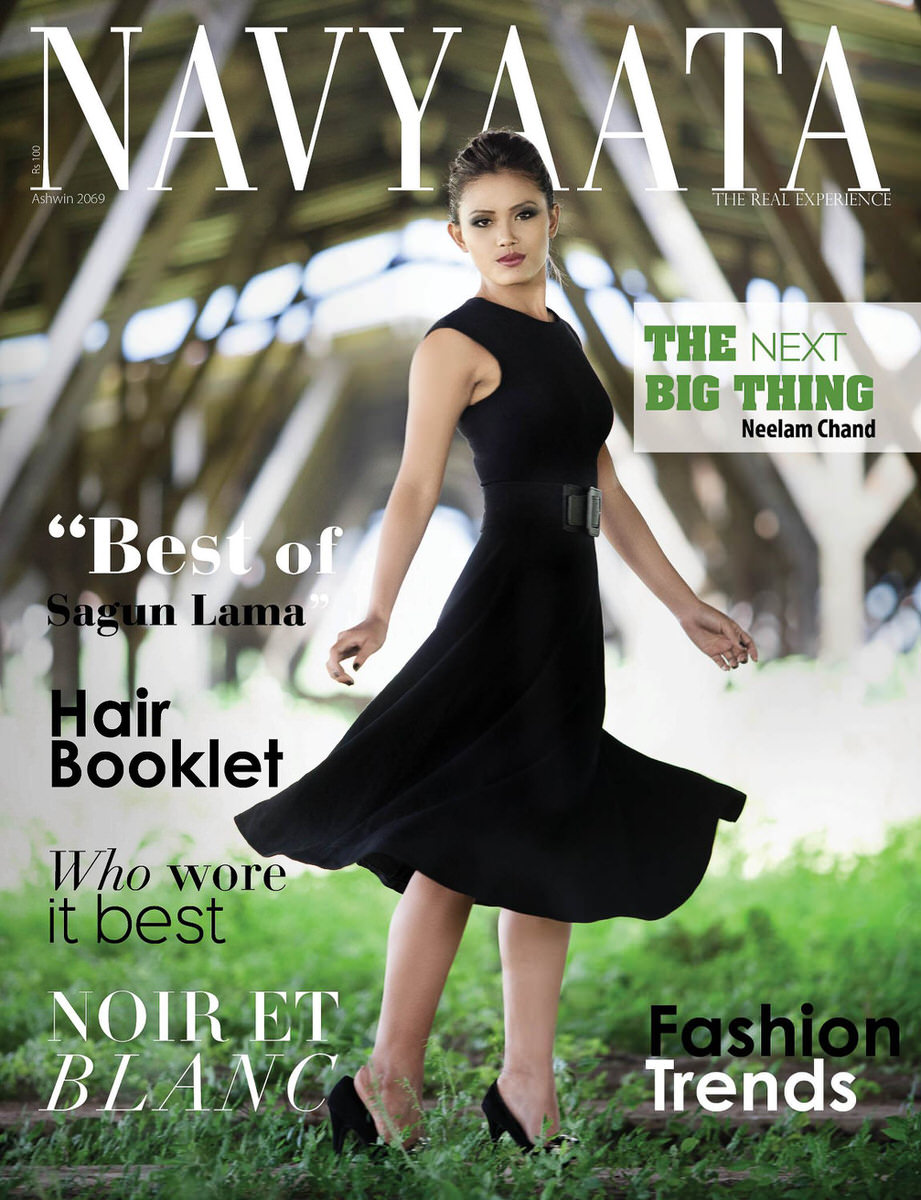 NAVYAATA
Rs 100
Ashwin 2069
THE REAL EXPERIENCE
THE NEXT
BIG THING
Neelam Chand
“Best of
Sagun Lama”
Hair
Booklet
Who wore
it best
NOIR ET
BLANC
Fashion
Trends